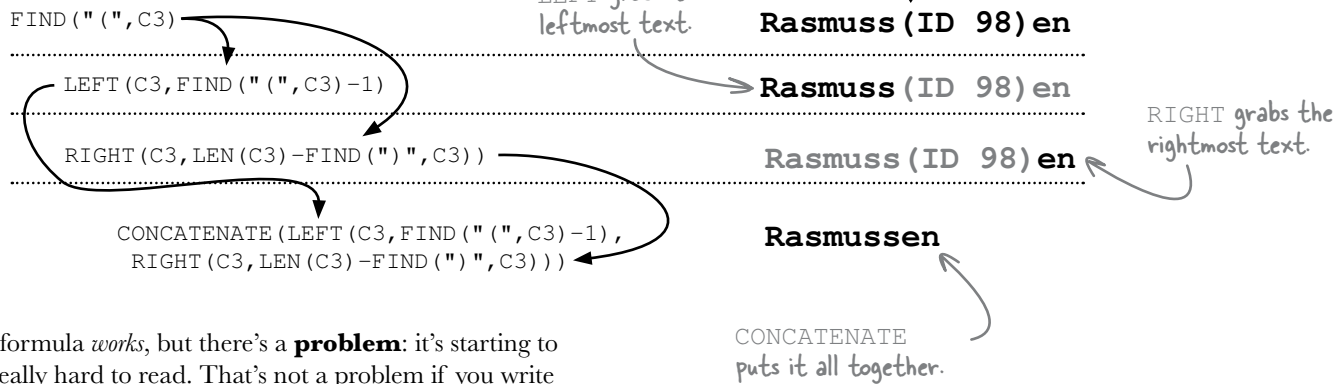 FIND("(",C3)
leftmost text.
Rasmuss(ID 98)en
LEFT(C3,FIND("(",C3)-1)
Rasmuss(ID 98)en
RIGHT grabs the
rightmost text.
RIGHT(C3,LEN(C3)-FIND(")",C3))
Rasmuss(ID 98)en
CONCATENATE(LEFT(C3,FIND("(",C3)-1),
RIGHT(C3,LEN(C3)-FIND(")",C3)))
Rasmussen
CONCATENATE
puts it all together.
formula works, but there's a problem: it's starting to
eally hard to read. That's not a problem if you write